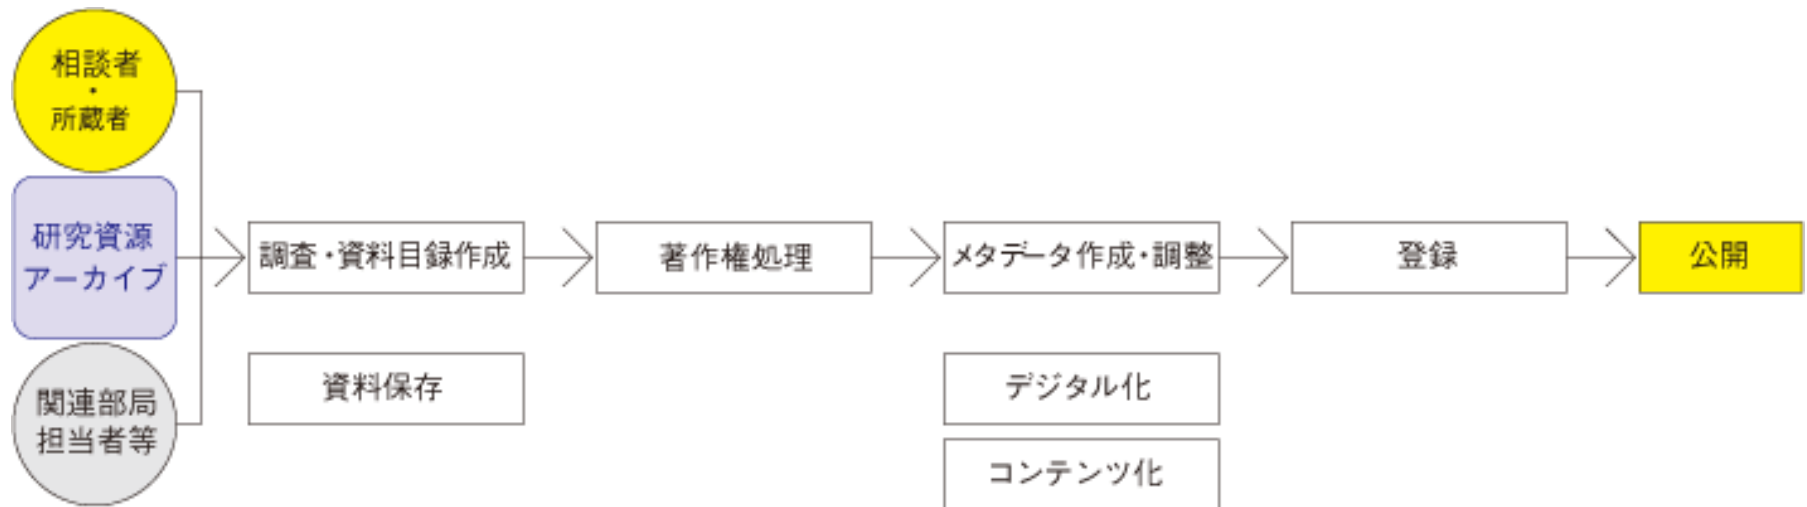 相談者
・
所蔵者
研究資源
アーカイブ
関連部局
担当者等
調査・資料目録作成
資料保存
著作権処理
メタデータ作成・調整
デジタル化
コンテンツ化
登録
公開